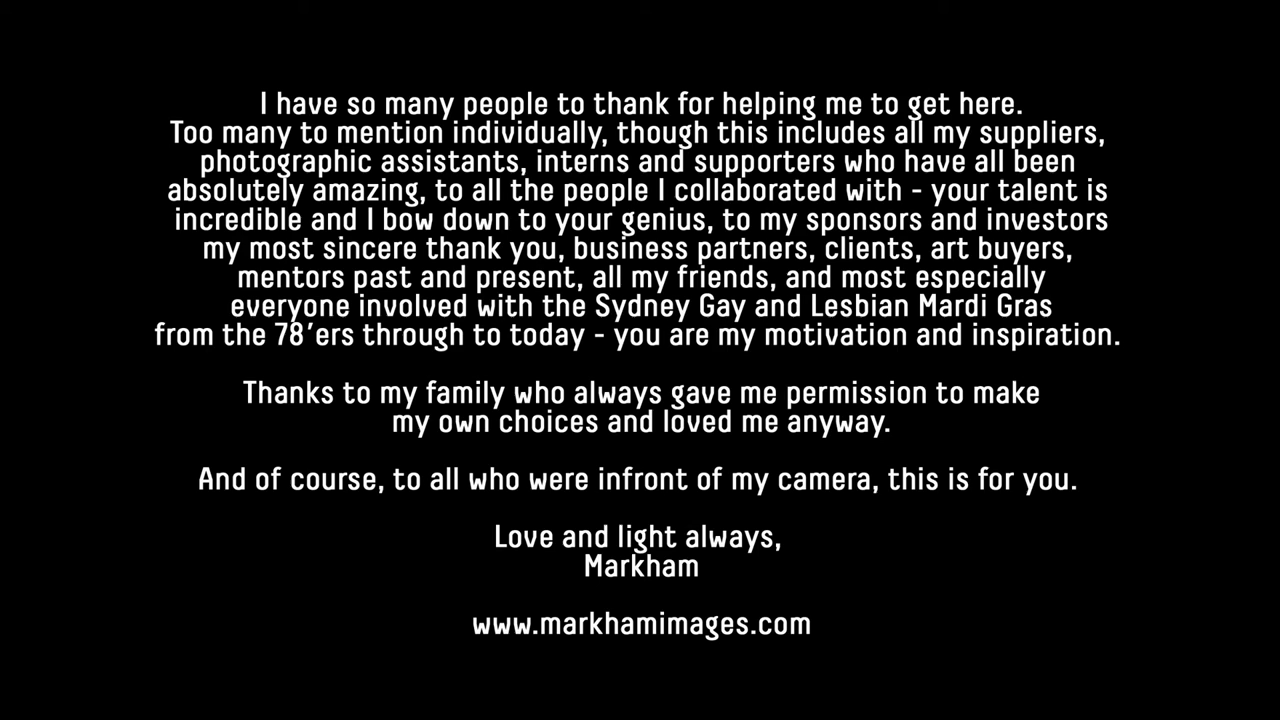 I have so many people to thank for helping me to get here.
Too many to mention individually, though this includes all my suppliers,
photographic assistants, interns and supporters who have all been
absolutely amazing, to all the people I collaborated with - your talent is
incredible and I bow down to your genius, to my sponsors and investors
my most sincere thank you, business partners, clients, art buyers,
mentors past and present, all my friends, and most especially
everyone involved with the Sydney Gay and Lesbian Mardi Gras
from the 78'ers through to today - you are my motivation and inspiration.
Thanks to my family who always gave me permission to make
my own choices and loved me anyway.
And of course, to all who were infront of my camera, this is for you.
Love and light always,
Markham
www.markhamimages.com